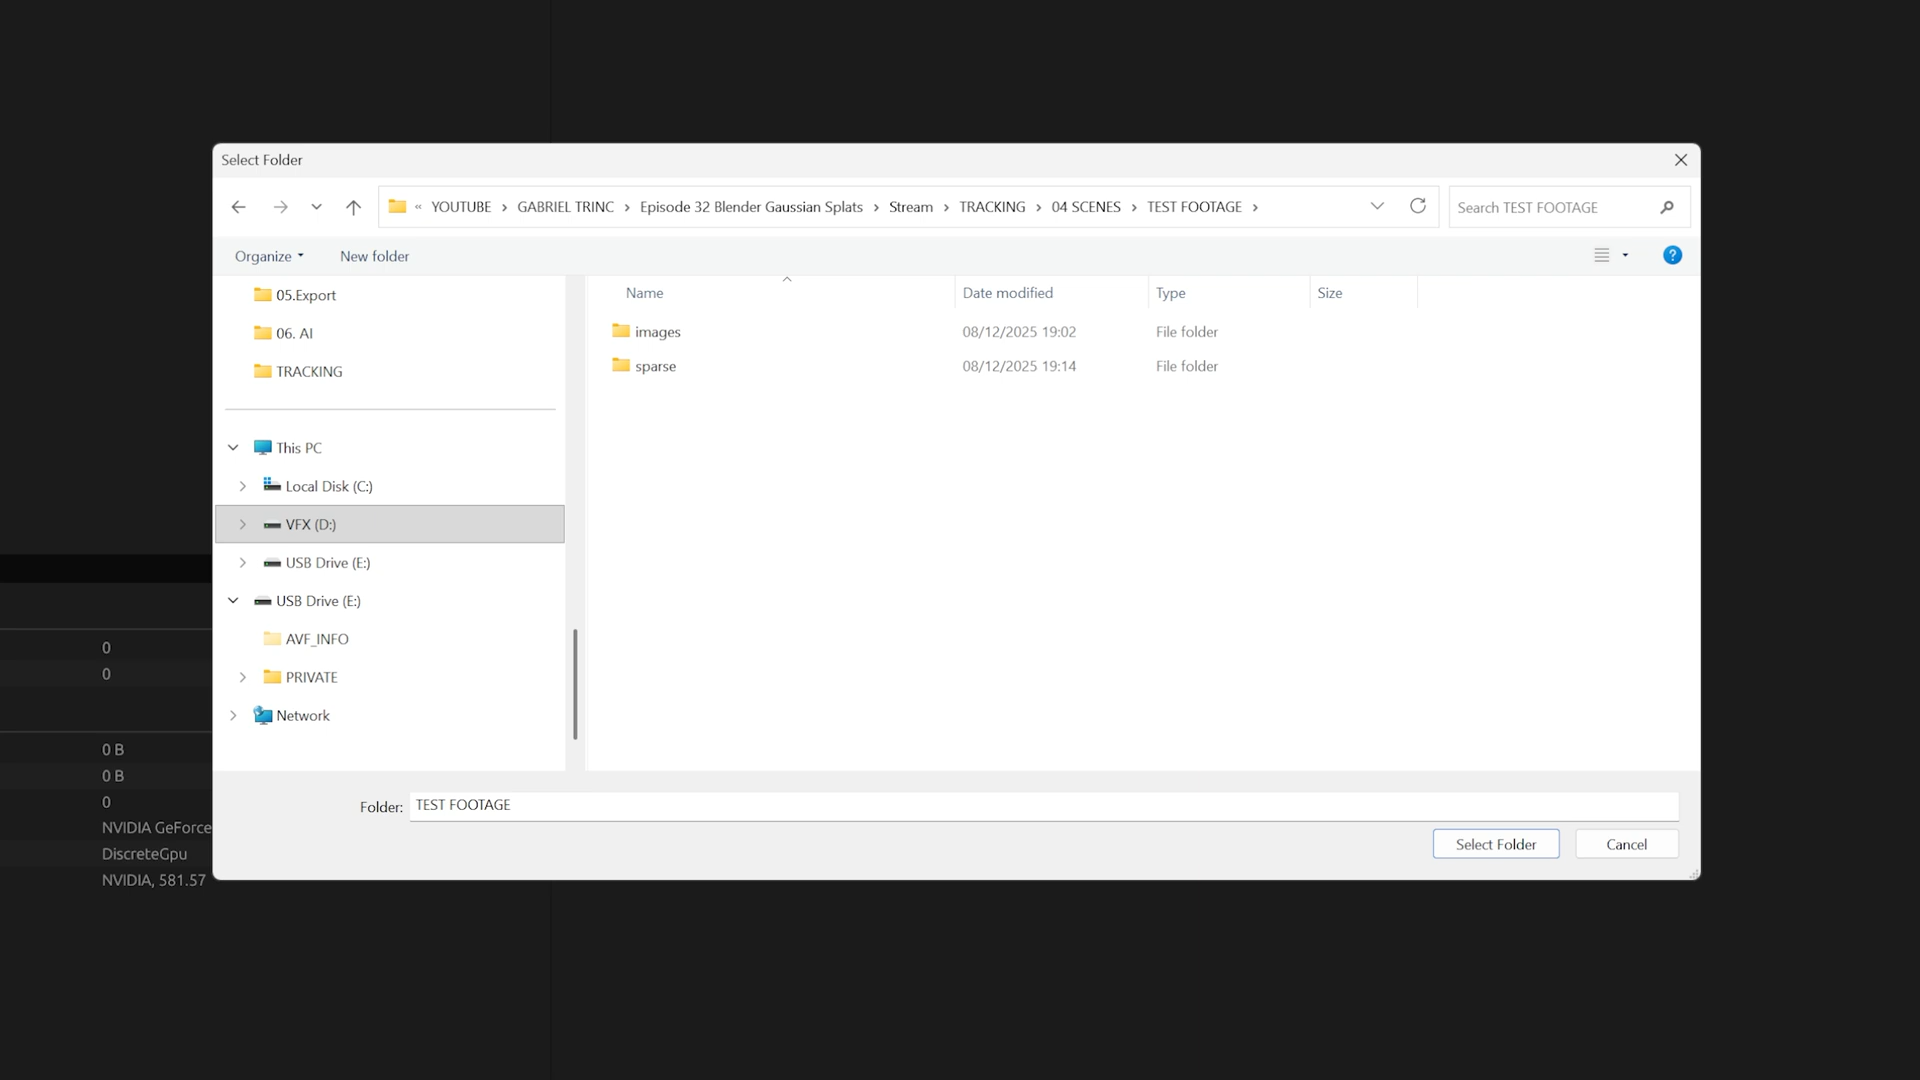 Select Folder
« YOUTUBE › GABRIEL TRINC › Episode 32 Blender Gaussian Splats › Stream › TRACKING › 04 SCENES › TEST FOOTAGE ›
Search TEST FOOTAGE
Organize
New folder
?
Name
Date modified
Type
Size
05.Export
06. AI
TRACKING
images
08/12/2025 19:02
File folder
sparse
08/12/2025 19:14
File folder
This PC
Local Disk (C:)
VFX (D:)
USB Drive (E:)
USB Drive (E:)
AVF_INFO
PRIVATE
Network
0
0
0 B
0 B
0
NVIDIA GeForce
DiscreteGpu
NVIDIA, 581.57
Folder:
TEST FOOTAGE
Select Folder
Cancel